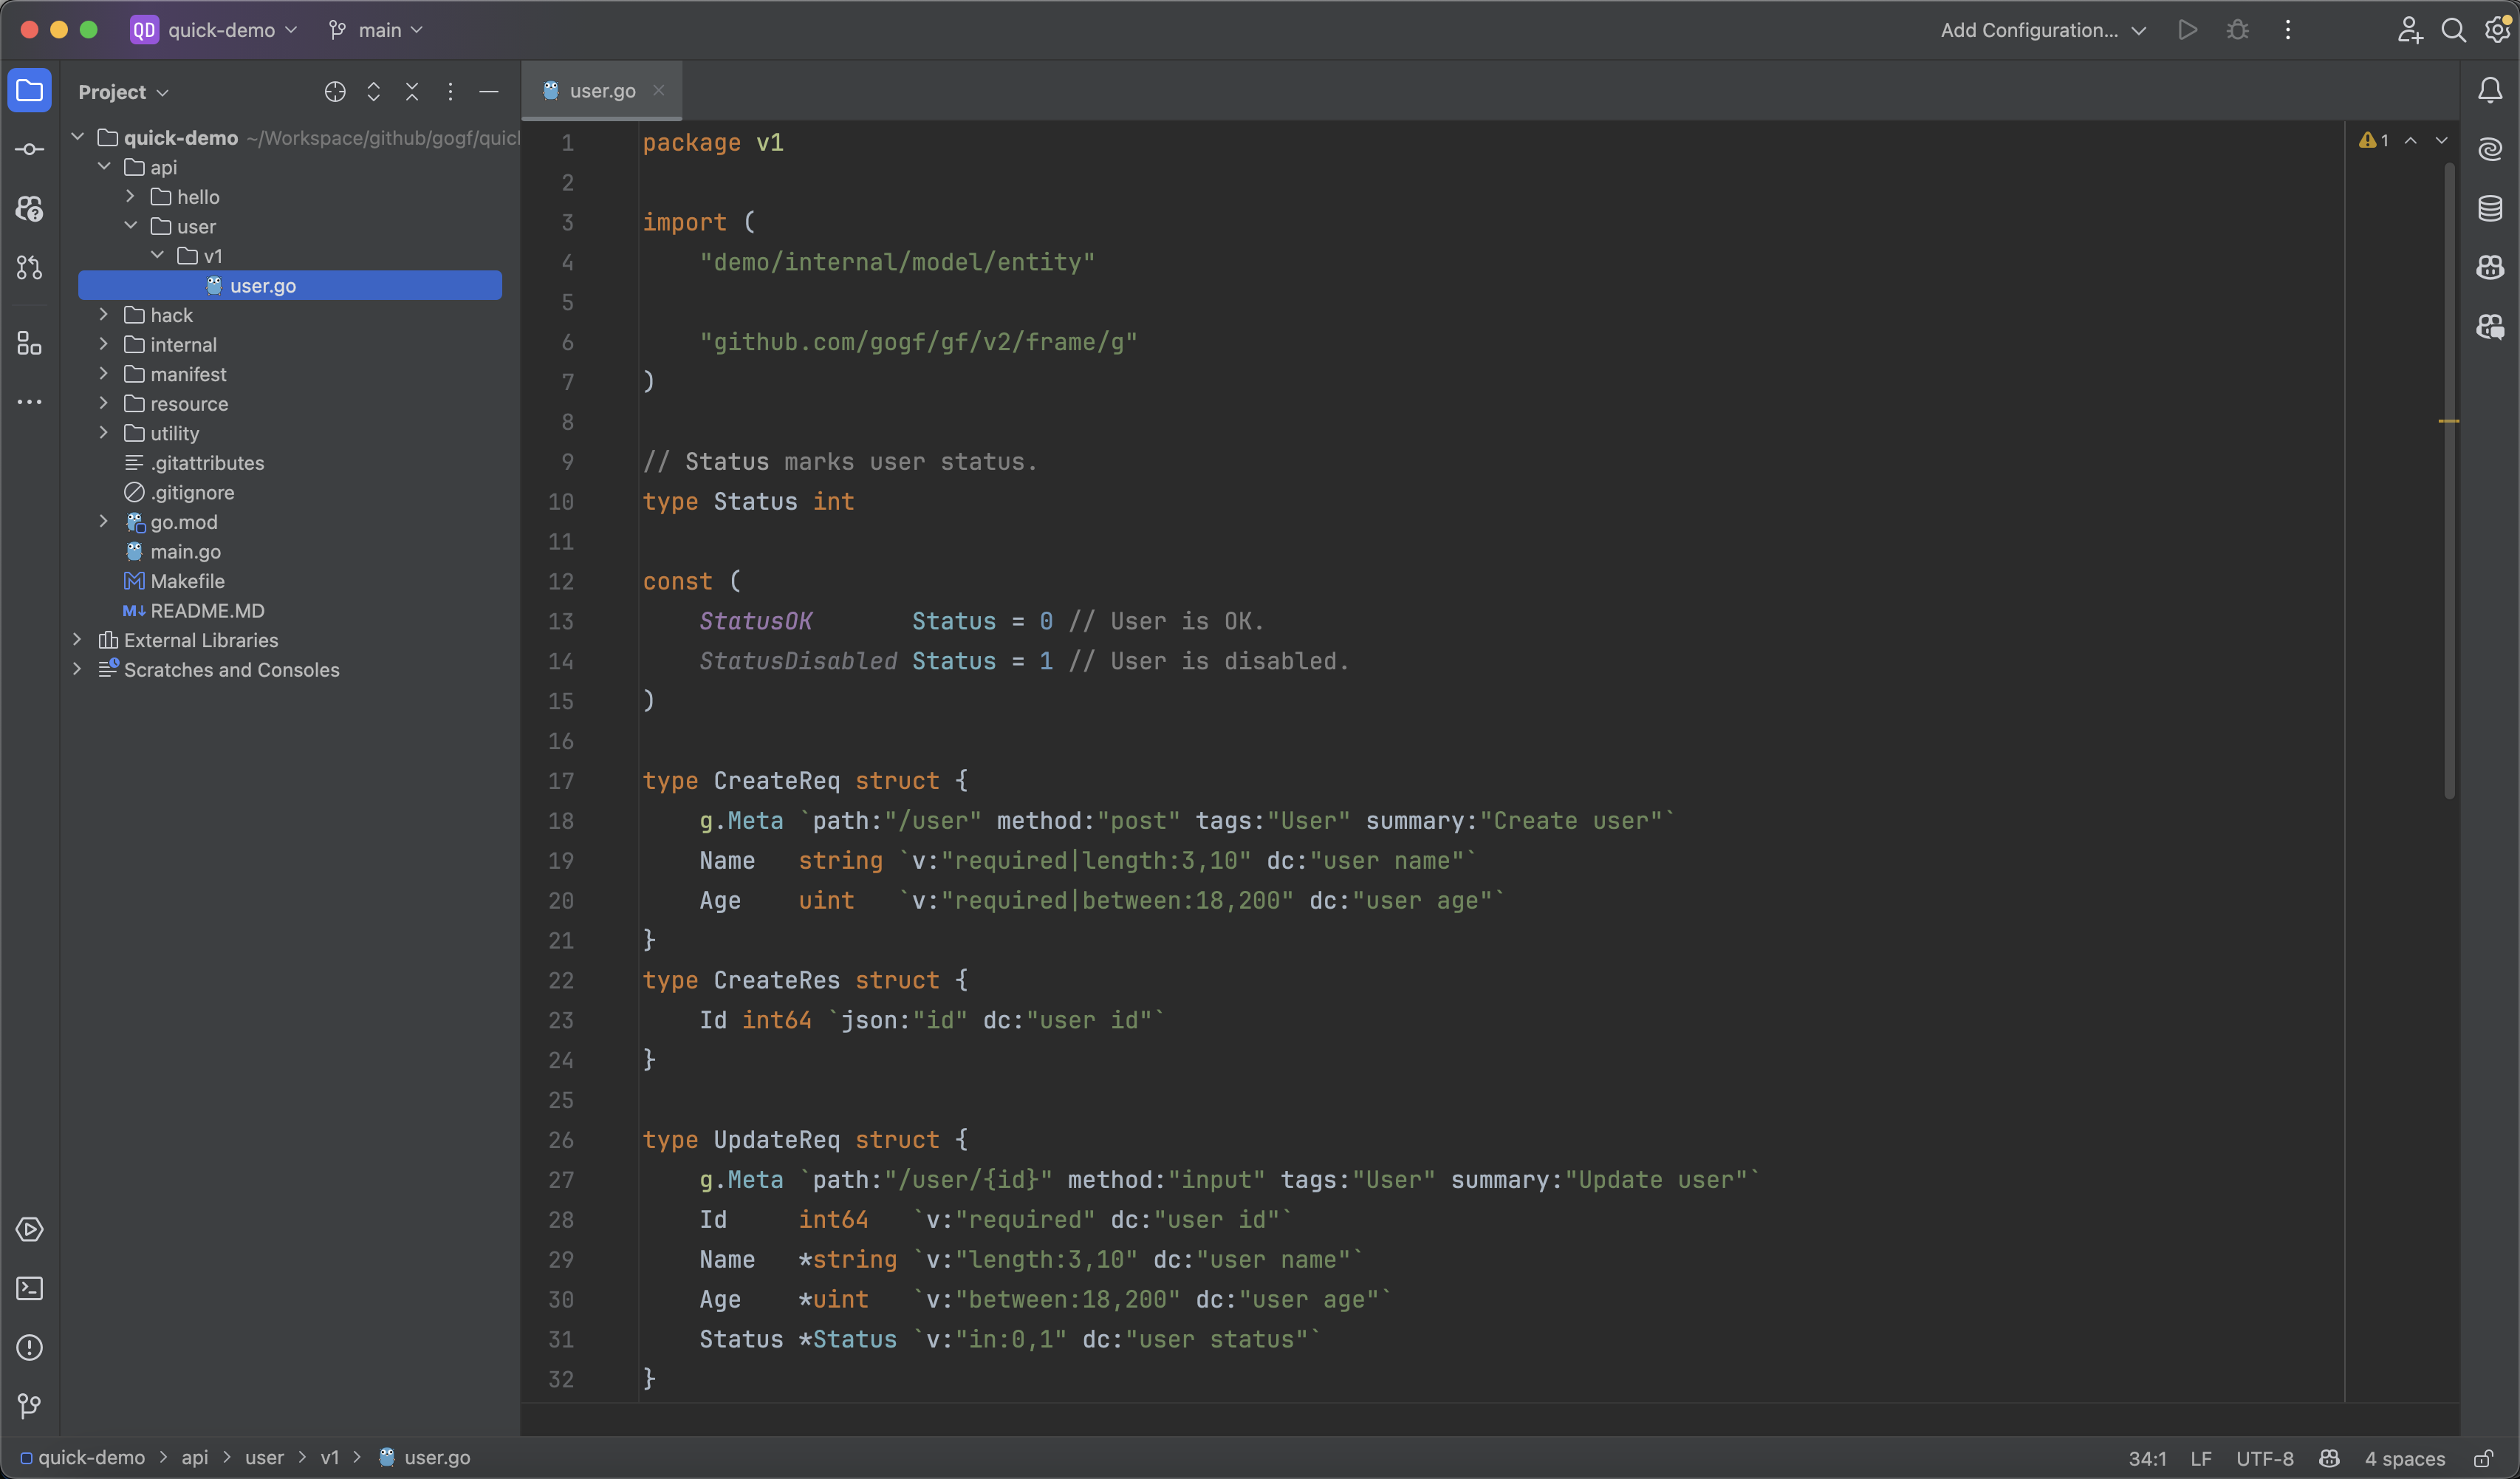 QD quick-demo main Add Configuration...
Project
user.go
quick-demo ~/Workspace/github/gogf/quick
api
hello
user
v1
user.go
hack
internal
manifest
resource
utility
.gitattributes
.gitignore
go.mod
main.go
Makefile
README.MD
External Libraries
Scratches and Consoles
1 package v1
2
3 import (
4     "demo/internal/model/entity"
5
6     "github.com/gogf/gf/v2/frame/g"
7 )
8
9 // Status marks user status.
10 type Status int
11
12 const (
13     StatusOK       Status = 0 // User is OK.
14     StatusDisabled Status = 1 // User is disabled.
15 )
16
17 type CreateReq struct {
18     g.Meta `path:"/user" method:"post" tags:"User" summary:"Create user"`
19     Name   string `v:"required|length:3,10" dc:"user name"`
20     Age    uint   `v:"required|between:18,200" dc:"user age"`
21 }
22 type CreateRes struct {
23     Id int64 `json:"id" dc:"user id"`
24 }
25
26 type UpdateReq struct {
27     g.Meta `path:"/user/{id}" method:"input" tags:"User" summary:"Update user"`
28     Id     int64   `v:"required" dc:"user id"`
29     Name   *string `v:"length:3,10" dc:"user name"`
30     Age    *uint   `v:"between:18,200" dc:"user age"`
31     Status *Status `v:"in:0,1" dc:"user status"`
32 }
1
quick-demo > api > user > v1 > user.go 34:1 LF UTF-8 4 spaces